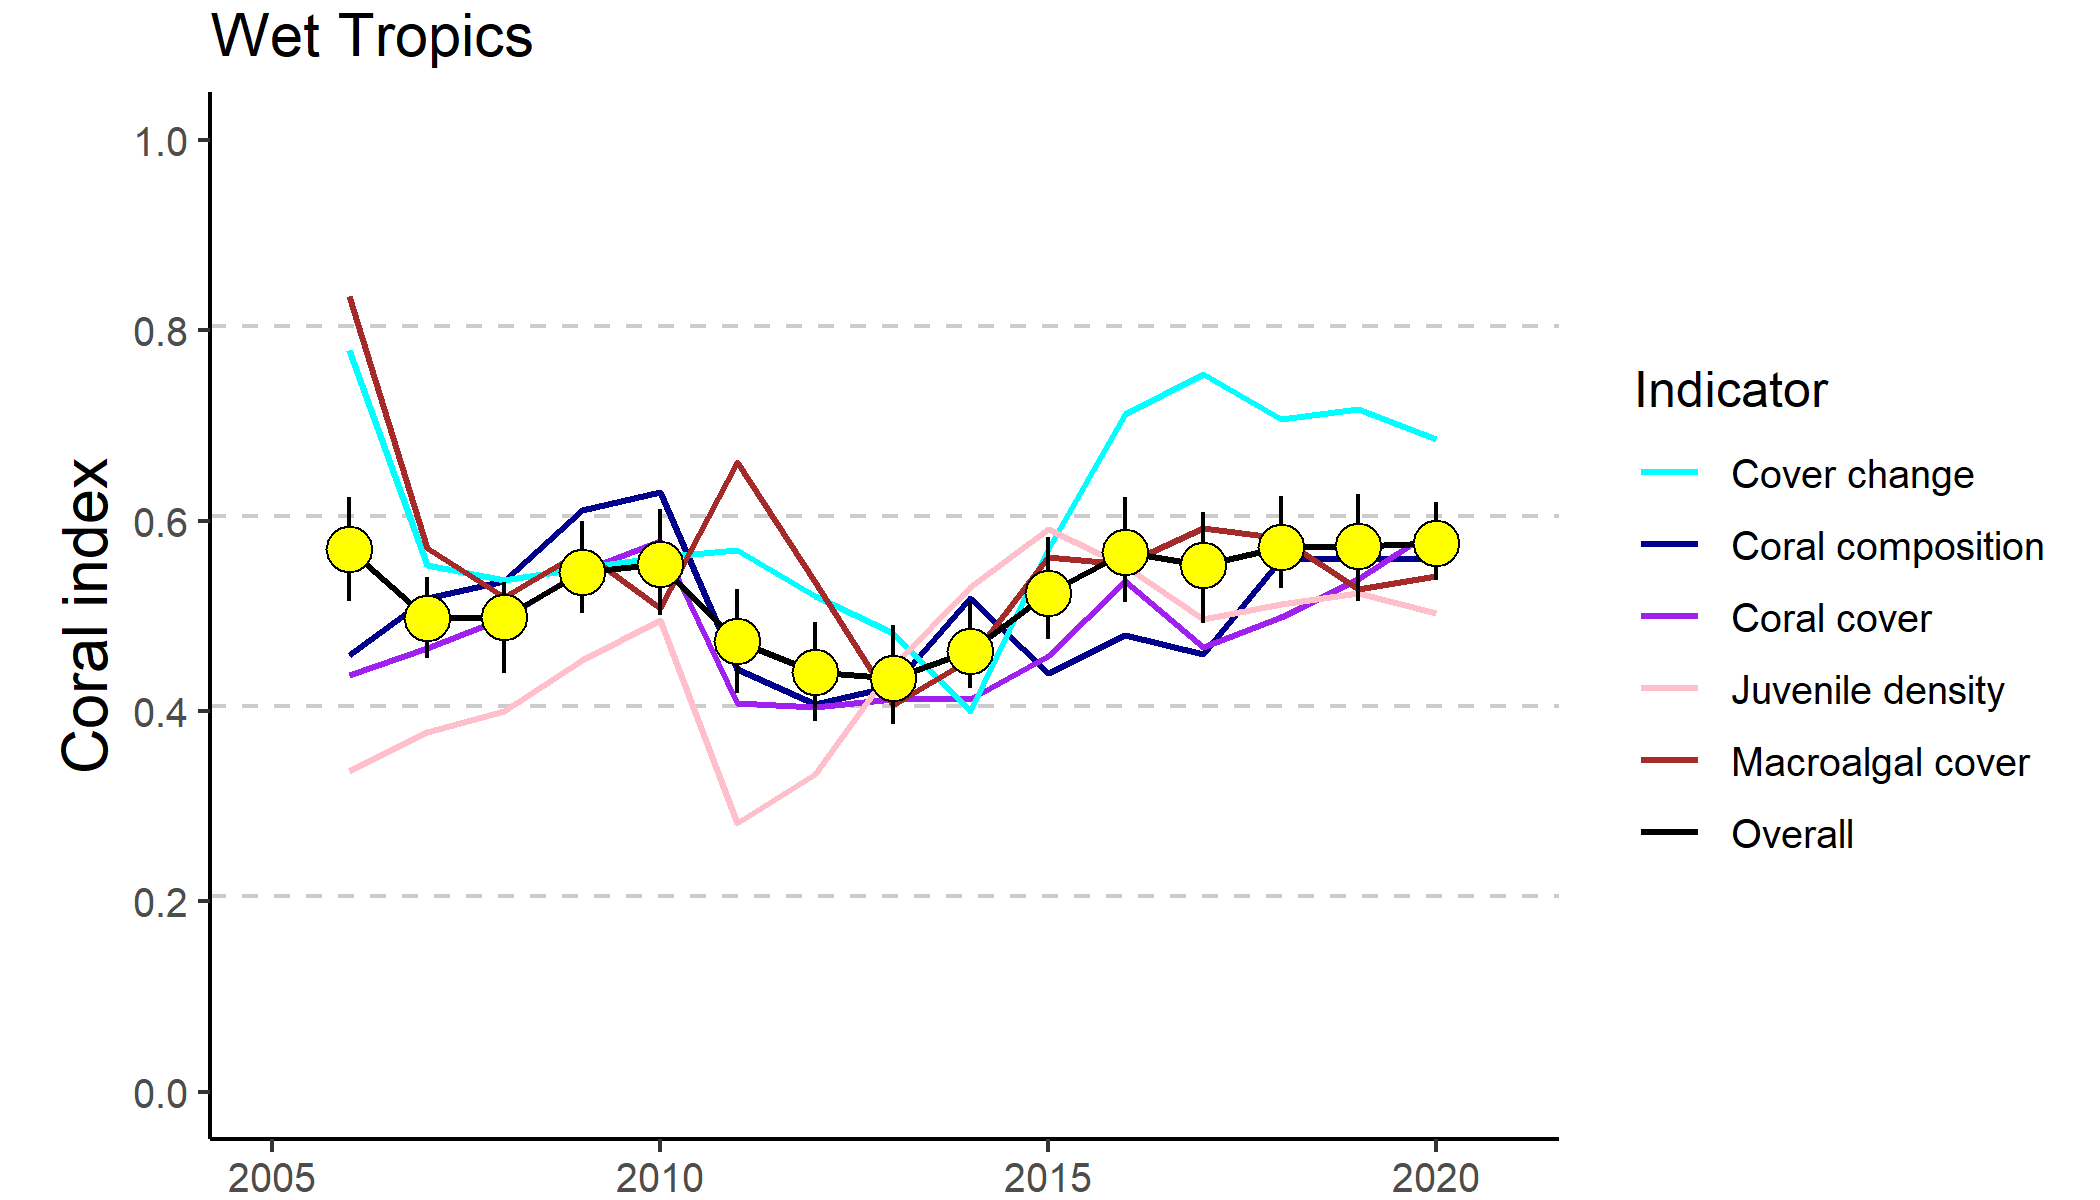 Wet Tropics
Coral index
1.0
0.8
0.6
0.4
0.2
0.0
2005
2010
2015
2020
Indicator
Cover change
Coral composition
Coral cover
Juvenile density
Macroalgal cover
Overall